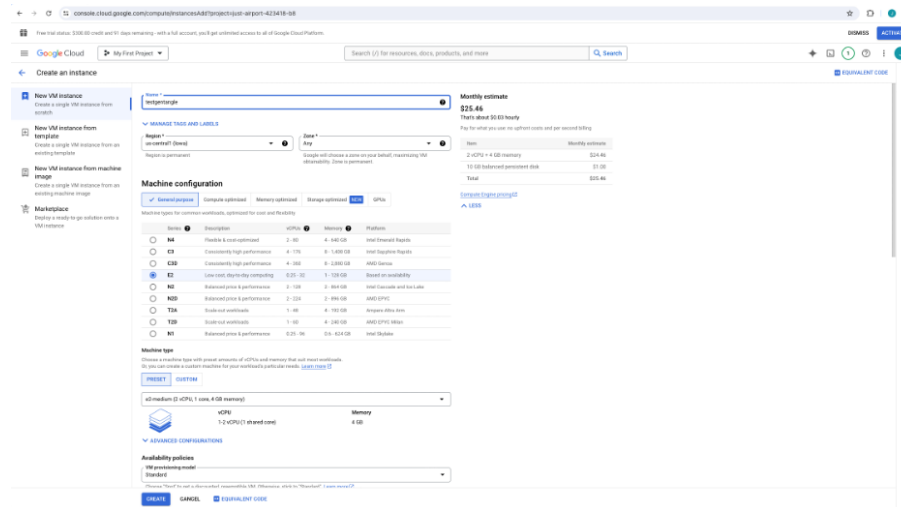 console.cloud.google.com/compute/instancesAdd?project=just-airport-423416-b8
Free trial status: $300.00 credit and 91 days remaining - with a full account, you'll get unlimited access to all of Google Cloud Platform.
DISMISS
Google Cloud
My First Project
Search (/) for resources, docs, products, and more
Search
1
Create an instance
EQUIVALENT CODE
New VM instance
Create a single VM instance from
scratch
New VM instance from
template
Create a single VM instance from an
existing template
New VM instance from machine
image
Create a single VM instance from an
existing machine image
Marketplace
Deploy a ready-to-go solution onto a
VM instance
Name *
MANAGE TAGS AND LABELS
Region *
us-central1 (Iowa)
Region is permanent
Zone *
Any
Google will choose a zone on your behalf, maximizing VM
obtainability. Zone is permanent
Machine configuration
General purpose
Compute optimized
Memory optimized
Storage optimized NEW
GPUs
Machine types for common workloads, optimized for cost and flexibility
Series Description vCPUs Memory Platform
N4 Flexible & cost-optimized 2 - 80 4 - 640 GB Intel Emerald Rapids
C3 Consistently high performance 4 - 176 8 - 1,408 GB Intel Sapphire Rapids
C3D Consistently high performance 4 - 360 8 - 2,880 GB AMD Genoa
E2 Low cost, day-to-day computing 0.25 - 32 1 - 128 GB Based on availability
N2 Balanced price & performance 2 - 128 2 - 864 GB Intel Cascade and Ice Lake
N2D Balanced price & performance 2 - 224 2 - 896 GB AMD EPYC
T2A Scale-out workloads 1 - 48 4 - 192 GB Ampere Altra Arm
T2D Scale-out workloads 1 - 60 4 - 240 GB AMD EPYC Milan
N1 Balanced price & performance 0.25 - 96 0.6 - 624 GB Intel Skylake
Machine type
Choose a machine type with preset amounts of vCPUs and memory that suit most workloads.
Or, you can create a custom machine for your workload's particular needs. Learn more
PRESET
CUSTOM
e2-medium (2 vCPU, 1 core, 4 GB memory)
vCPU
1-2 vCPU (1 shared core)
Memory
4 GB
ADVANCED CONFIGURATIONS
Availability policies
VM provisioning model
Standard
CREATE
CANCEL
EQUIVALENT CODE
Monthly estimate
$25.46
That's about $0.03 hourly
Pay for what you use: no upfront costs and per second billing
Item Monthly estimate
2 vCPU + 4 GB memory $24.46
10 GB balanced persistent disk $1.00
Total $25.46
Compute Engine pricing
LESS